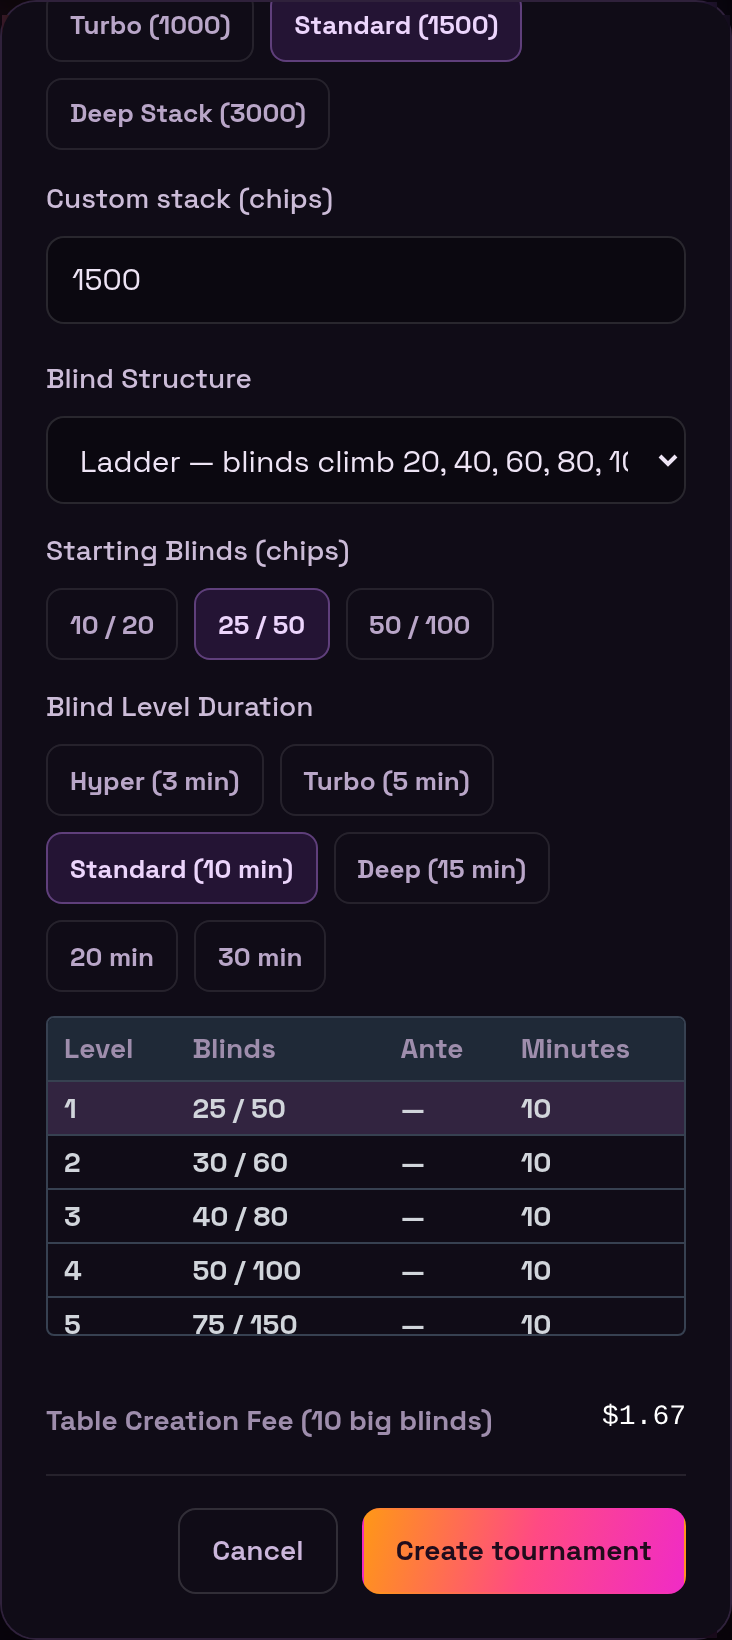 Turbo (1000) Standard (1500)
Deep Stack (3000)
Custom stack (chips)
1500
Blind Structure
Ladder — blinds climb 20, 40, 60, 80,
Starting Blinds (chips)
10 / 20 25 / 50 50 / 100
Blind Level Duration
Hyper (3 min) Turbo (5 min)
Standard (10 min) Deep (15 min)
20 min 30 min
Level Blinds Ante Minutes
1 25 / 50 — 10
2 30 / 60 — 10
3 40 / 80 — 10
4 50 / 100 — 10
5 75 / 150 — 10
Table Creation Fee (10 big blinds) $1.67
Cancel Create tournament